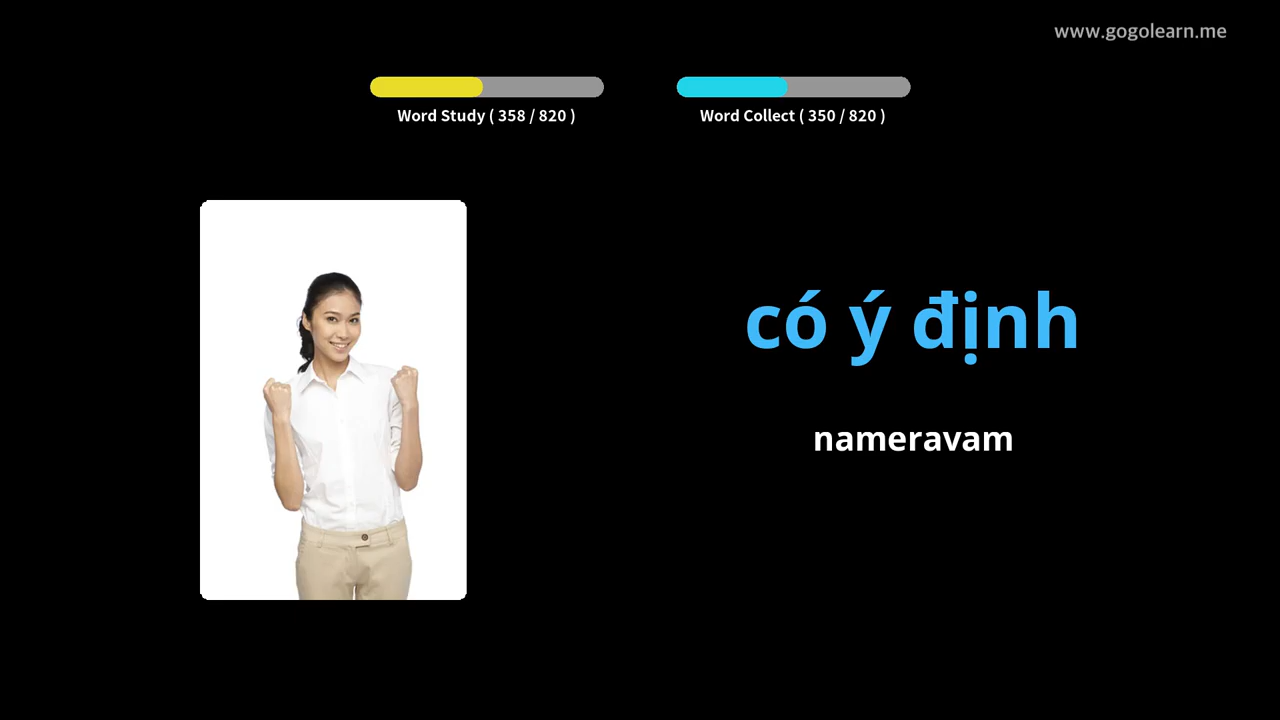 www.gogolearn.me
Word Study ( 358 / 820 )
Word Collect ( 350 / 820 )
có ý định
nameravam